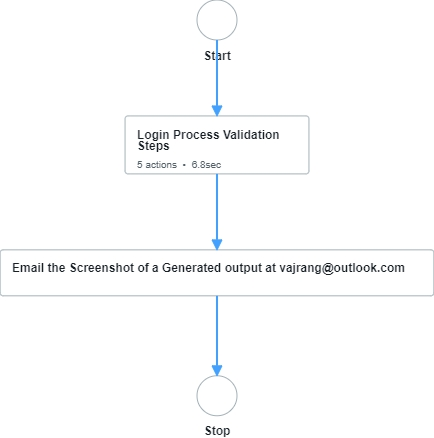 Start
Login Process Validation
Steps
5 actions • 6.8sec
Email the Screenshot of a Generated output at vajrang@outlook.com
Stop